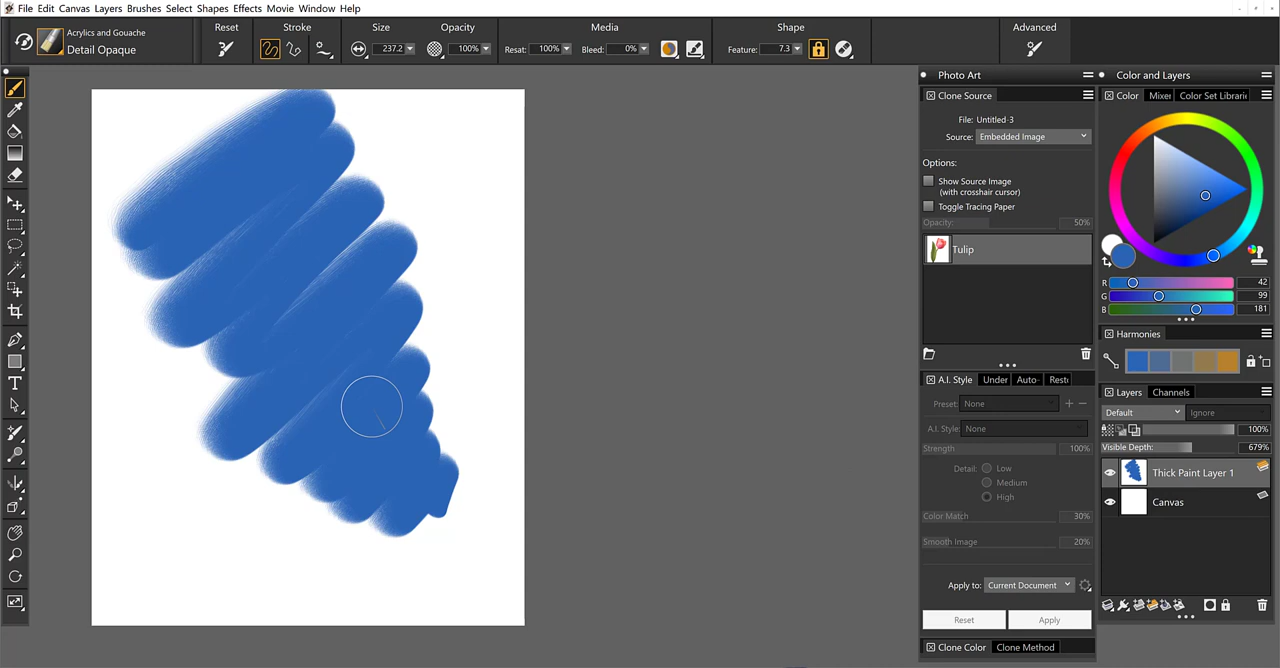 File Edit Canvas Layers Brushes Select Shapes Effects Movie Window Help
Acrylics and Gouache
Detail Opaque
Reset
Stroke
Size
237.2
Opacity
100%
Media
Resat: 100% Bleed: 0%
Shape
Feature: 7.3
Advanced
Photo Art
Clone Source
File: Untitled-3
Source: Embedded Image
Options:
Show Source Image
(with crosshair cursor)
Toggle Tracing Paper
Opacity: 50%
Tulip
A.I. Style Under Auto- Rest
Preset: None
A.I. Style: None
Strength 100%
Detail: Low
Medium
High
Color Match 30%
Smooth Image 20%
Apply to: Current Document
Reset Apply
Clone Color Clone Method
Color and Layers
Color Mixer Color Set Librari
R 42
G 99
B 181
Harmonies
Layers Channels
Default Ignore
100%
Visible Depth: 679%
Thick Paint Layer 1
Canvas
T